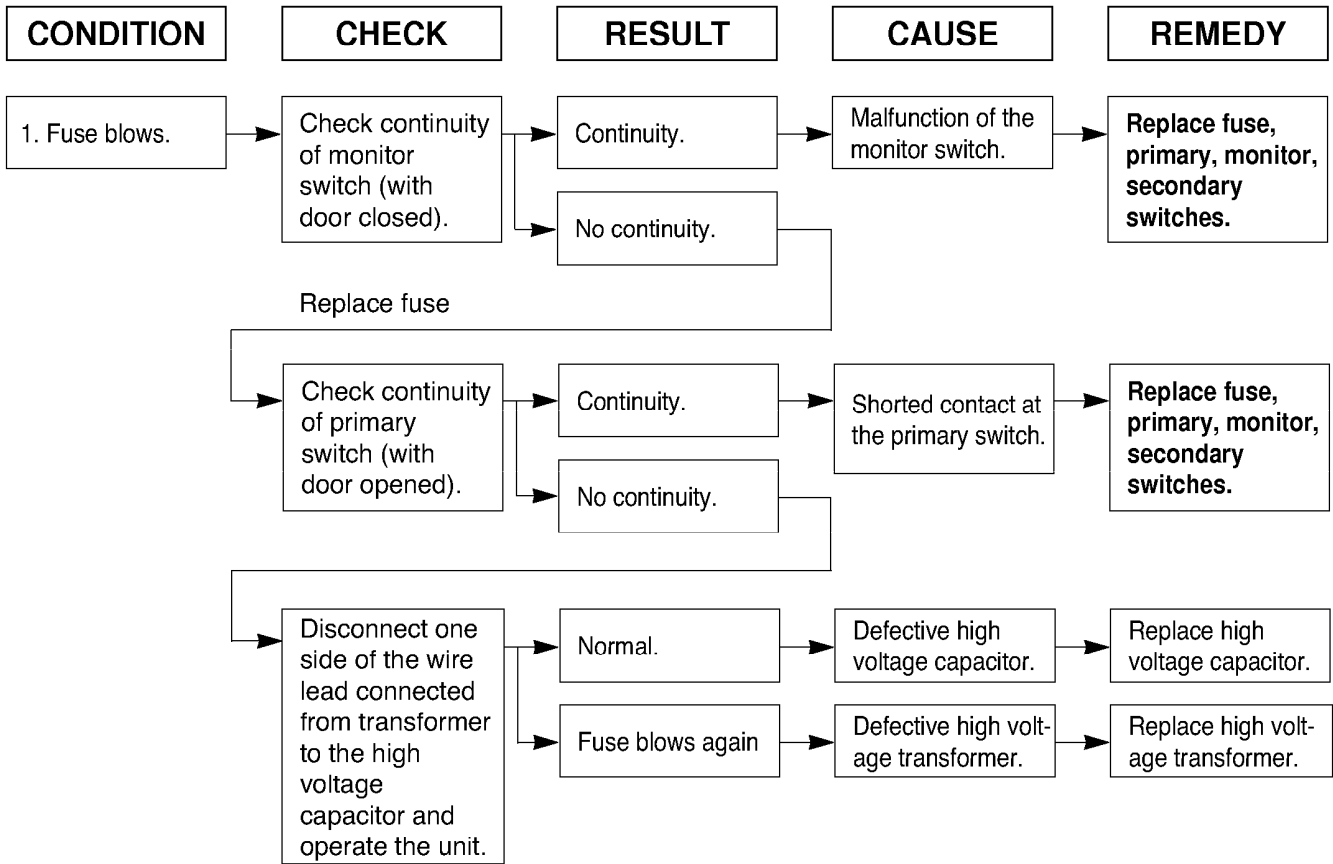 CONDITION
CHECK
RESULT
CAUSE
REMEDY
1. Fuse blows.
Check continuity
of monitor
switch (with
door closed).
Continuity.
Malfunction of the
monitor switch.
Replace fuse,
primary, monitor,
secondary
switches.
No continuity.
Replace fuse
Check continuity
of primary
switch (with
door opened).
Continuity.
Shorted contact at
the primary switch.
Replace fuse,
primary, monitor,
secondary
switches.
No continuity.
Disconnect one
side of the wire
lead connected
from transformer
to the high
voltage
capacitor and
operate the unit.
Normal.
Defective high
voltage capacitor.
Replace high
voltage capacitor.
Fuse blows again
Defective high volt-
age transformer.
Replace high volt-
age transformer.